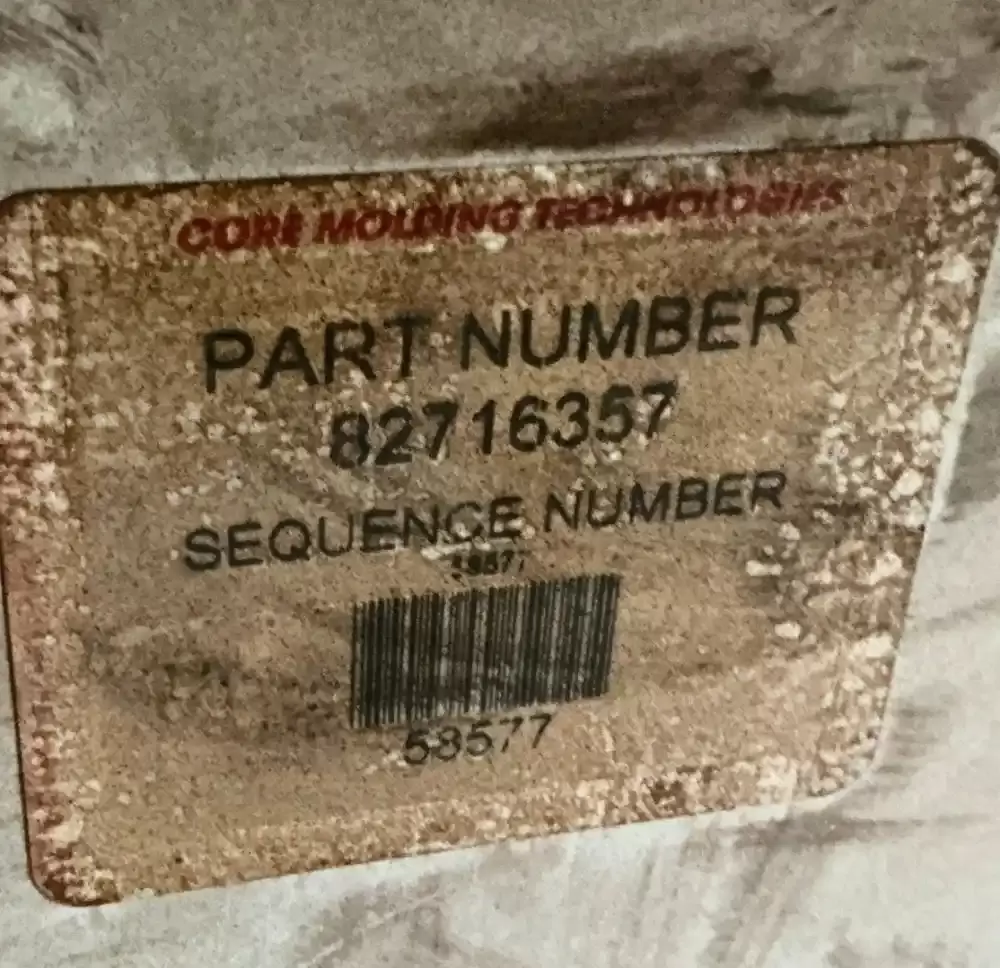 CORE MOLDING TECHNOLOGIES
PART NUMBER
82716357
SEQUENCE NUMBER
58577